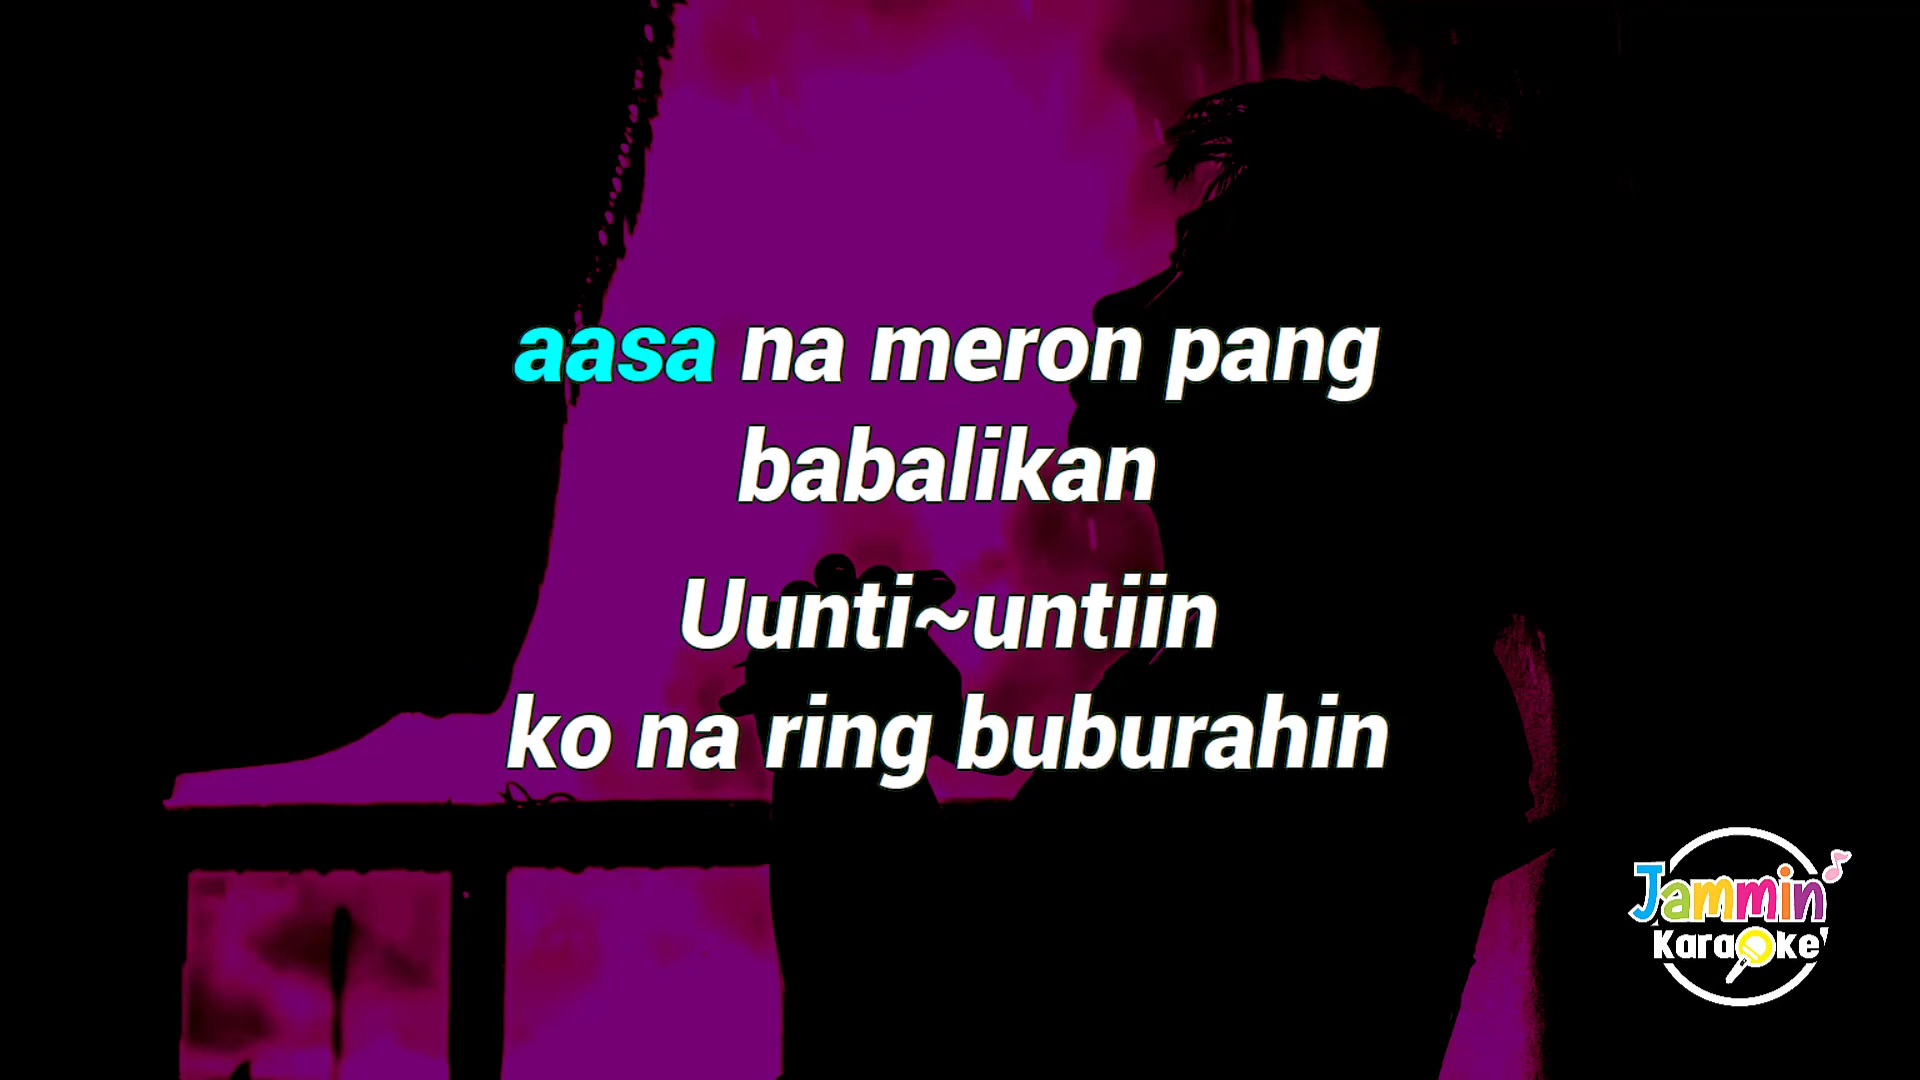 aasa na meron pang
babalikan
Uunti~untiin
ko na ring buburahin
Jammin'
Karaoke